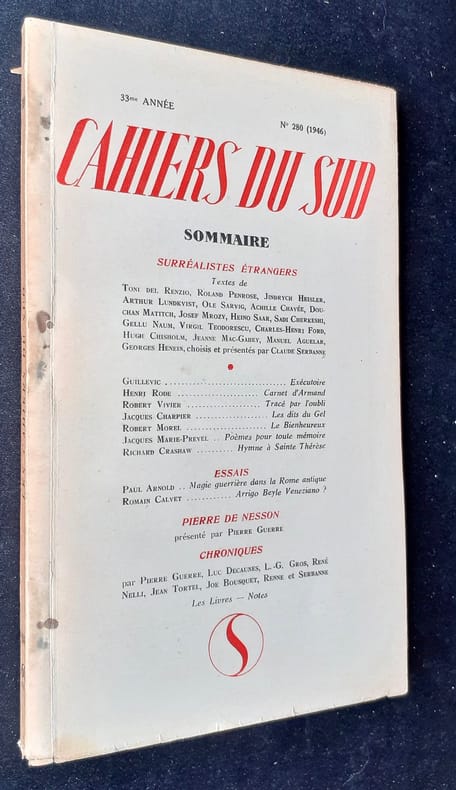 33me ANNÉE
N° 280 (1946)
CAHIERS DU SUD
SOMMAIRE
SURRÉALISTES ÉTRANGERS
Textes de
TONI DEL RENZIO, ROLAND PENROSE, JINDRYCH HEISLER,
ARTHUR LUNDKVIST, OLE SARVIG, ACHILLE CHAVÉE, DOU-
CHAN MATITCH, JOSEF MROZY, HEINO SAAR, SADI CHERKESHI,
GELLU NAUM, VIRGIL TEODORESCU, CHARLES-HENRI FORD,
HUGH CHISHOLM, JEANNE MAC-GAHEY, MANUEL AGUELAR,
GEORGES HENEIN, choisis et présentés par CLAUDE SERBANNE
GUILLEVIC .............................. Exécutoire
HENRI RODE .................... Carnet d'Armand
ROBERT VIVIER ................... Tracé par l'oubli
JACQUES CHARPIER ................ Les dits du Gel
ROBERT MOREL ..................... Le Bienheureux
JACQUES MARIE-PREVEL .. Poèmes pour toute mémoire
RICHARD CRASHAW .......... Hymne à Sainte Thérèse
ESSAIS
PAUL ARNOLD .. Magie guerrière dans la Rome antique
ROMAIN CALVET ............ Arrigo Beyle Veneziano ?
PIERRE DE NESSON
présenté par PIERRE GUERRE
CHRONIQUES
par PIERRE GUERRE, LUC DECAUNES, L.-G. GROS, RENÉ
NELLI, JEAN TORTEL, JOE BOUSQUET, RENNE et SERBANNE
Les Livres — Notes
S